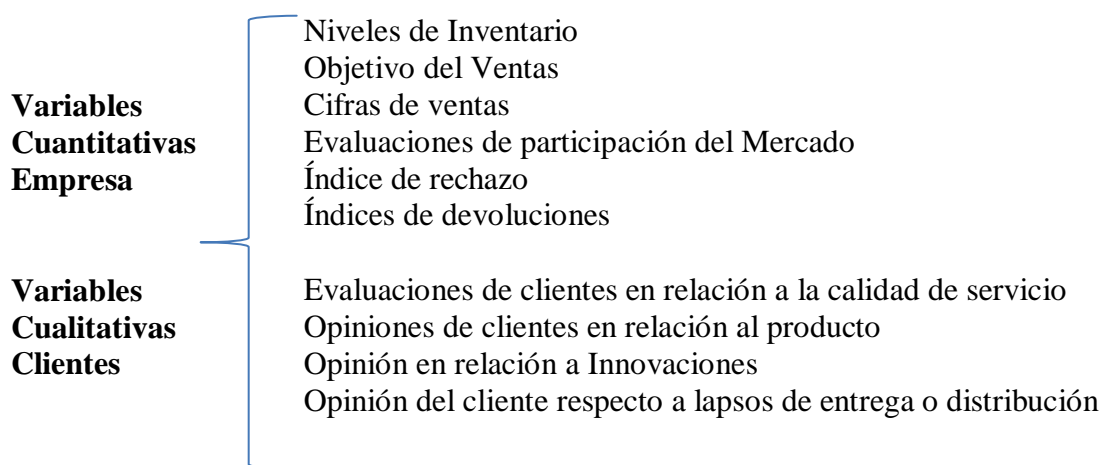 Niveles de Inventario
Objetivo del Ventas
Variables Cifras de ventas
Cuantitativas Evaluaciones de participación del Mercado
Empresa Índice de rechazo
Índices de devoluciones
Variables Evaluaciones de clientes en relación a la calidad de servicio
Cualitativas Opiniones de clientes en relación al producto
Clientes Opinión en relación a Innovaciones
Opinión del cliente respecto a lapsos de entrega o distribución